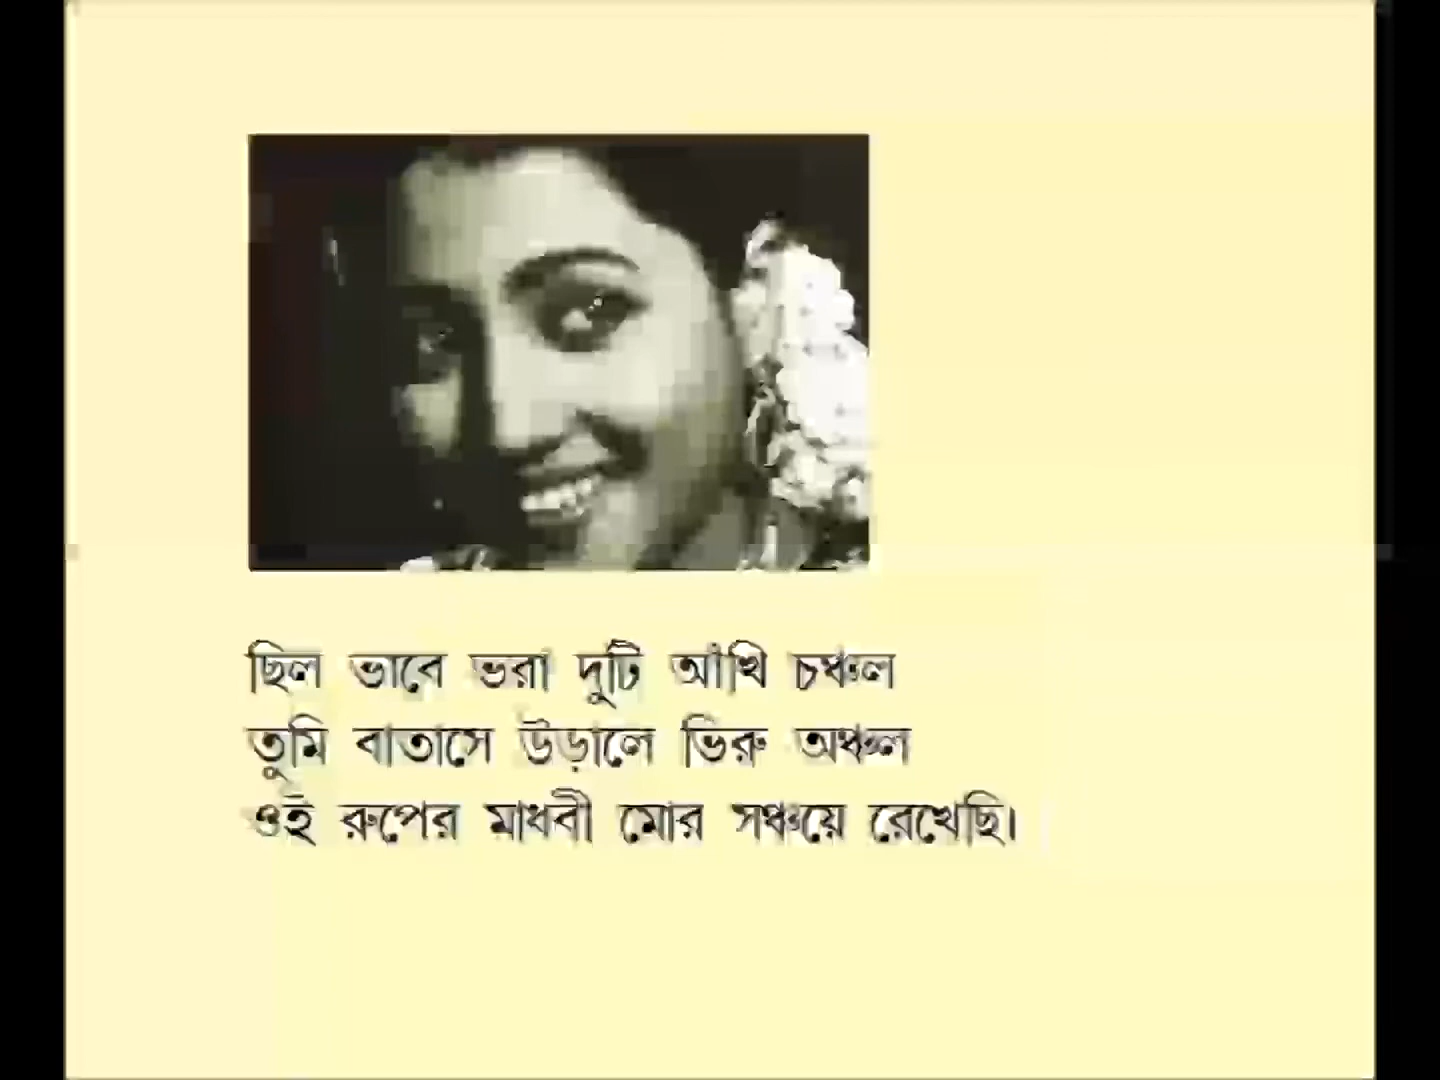 ছিল ভাবে ভরা দুটি আঁখি চঞ্চল
তুমি বাতাসে উড়ালে ভিরু অঞ্চল
ওই রুপের মাধবী মোর সঞ্চয়ে রেখেছি।